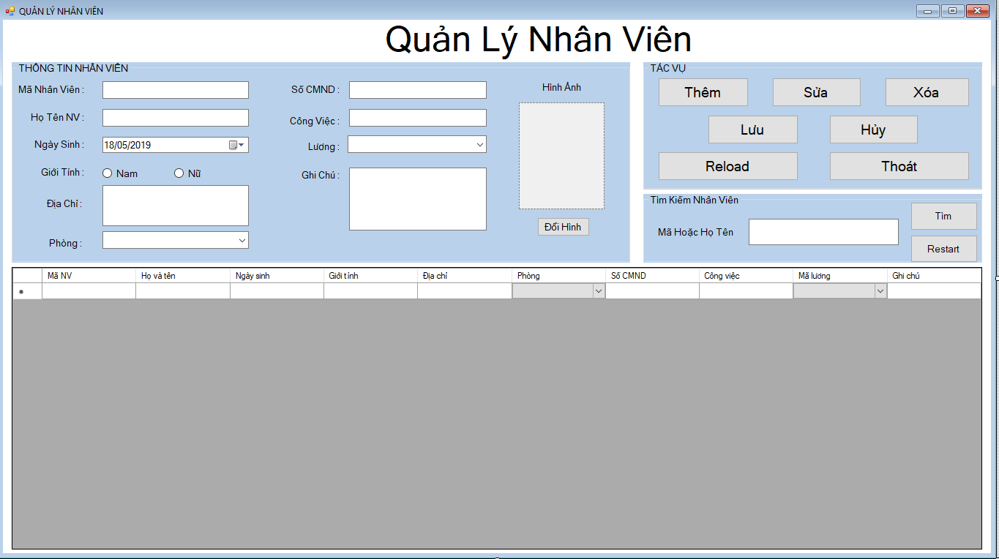 QUẢN LÝ NHÂN VIÊN
Quản Lý Nhân Viên
THÔNG TIN NHÂN VIÊN
Mã Nhân Viên :
Họ Tên NV :
Ngày Sinh :
18/05/2019
Giới Tính :
Nam
Nữ
Địa Chỉ :
Phòng :
Số CMND :
Công Việc :
Lương :
Ghi Chú :
Hình Ảnh
Đổi Hình
TÁC VỤ
Thêm
Sửa
Xóa
Lưu
Hủy
Reload
Thoát
Tìm Kiếm Nhân Viên
Mã Hoặc Họ Tên
Tìm
Restart
Mã NV Họ và tên Ngày sinh Giới tính Địa chỉ Phòng Số CMND Công việc Mã lương Ghi chú